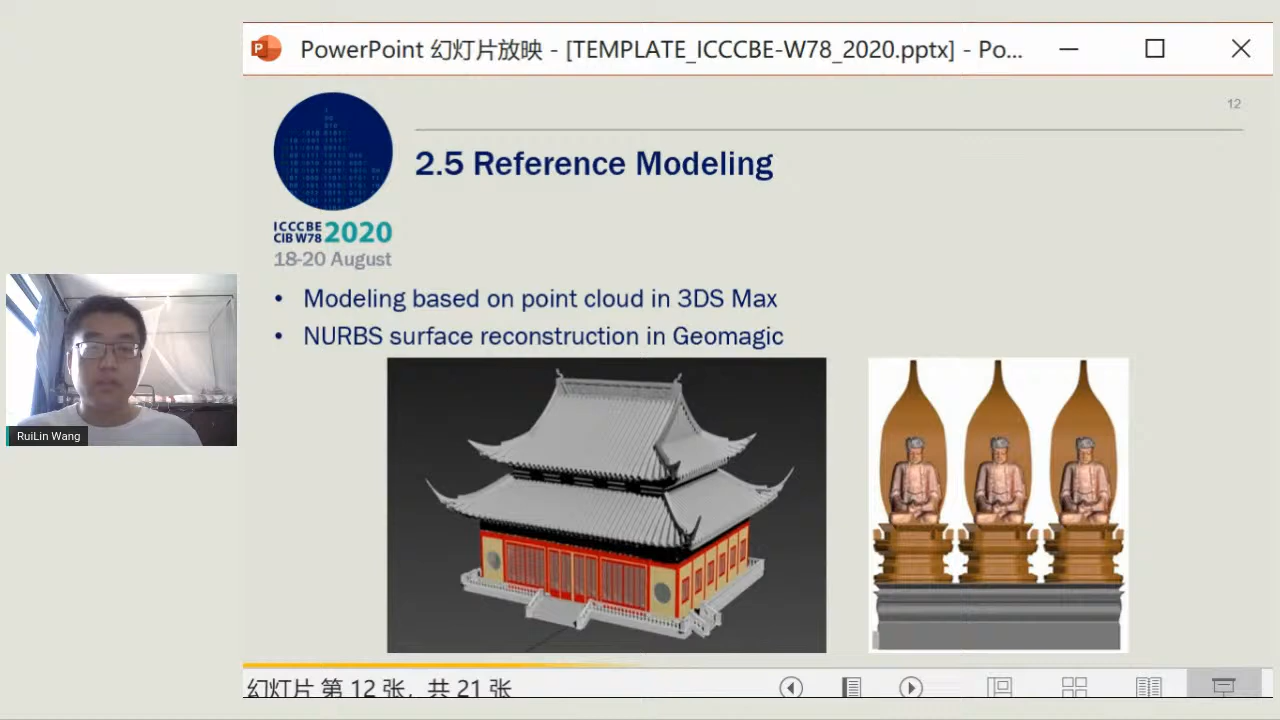 PowerPoint 幻灯片放映 - [TEMPLATE_ICCCBE-W78_2020.pptx] - Po...
12
2.5 Reference Modeling
ICCCBE
CIB W78 2020
18-20 August
• Modeling based on point cloud in 3DS Max
• NURBS surface reconstruction in Geomagic
RuiLin Wang
幻灯片 第 12 张，共 21 张